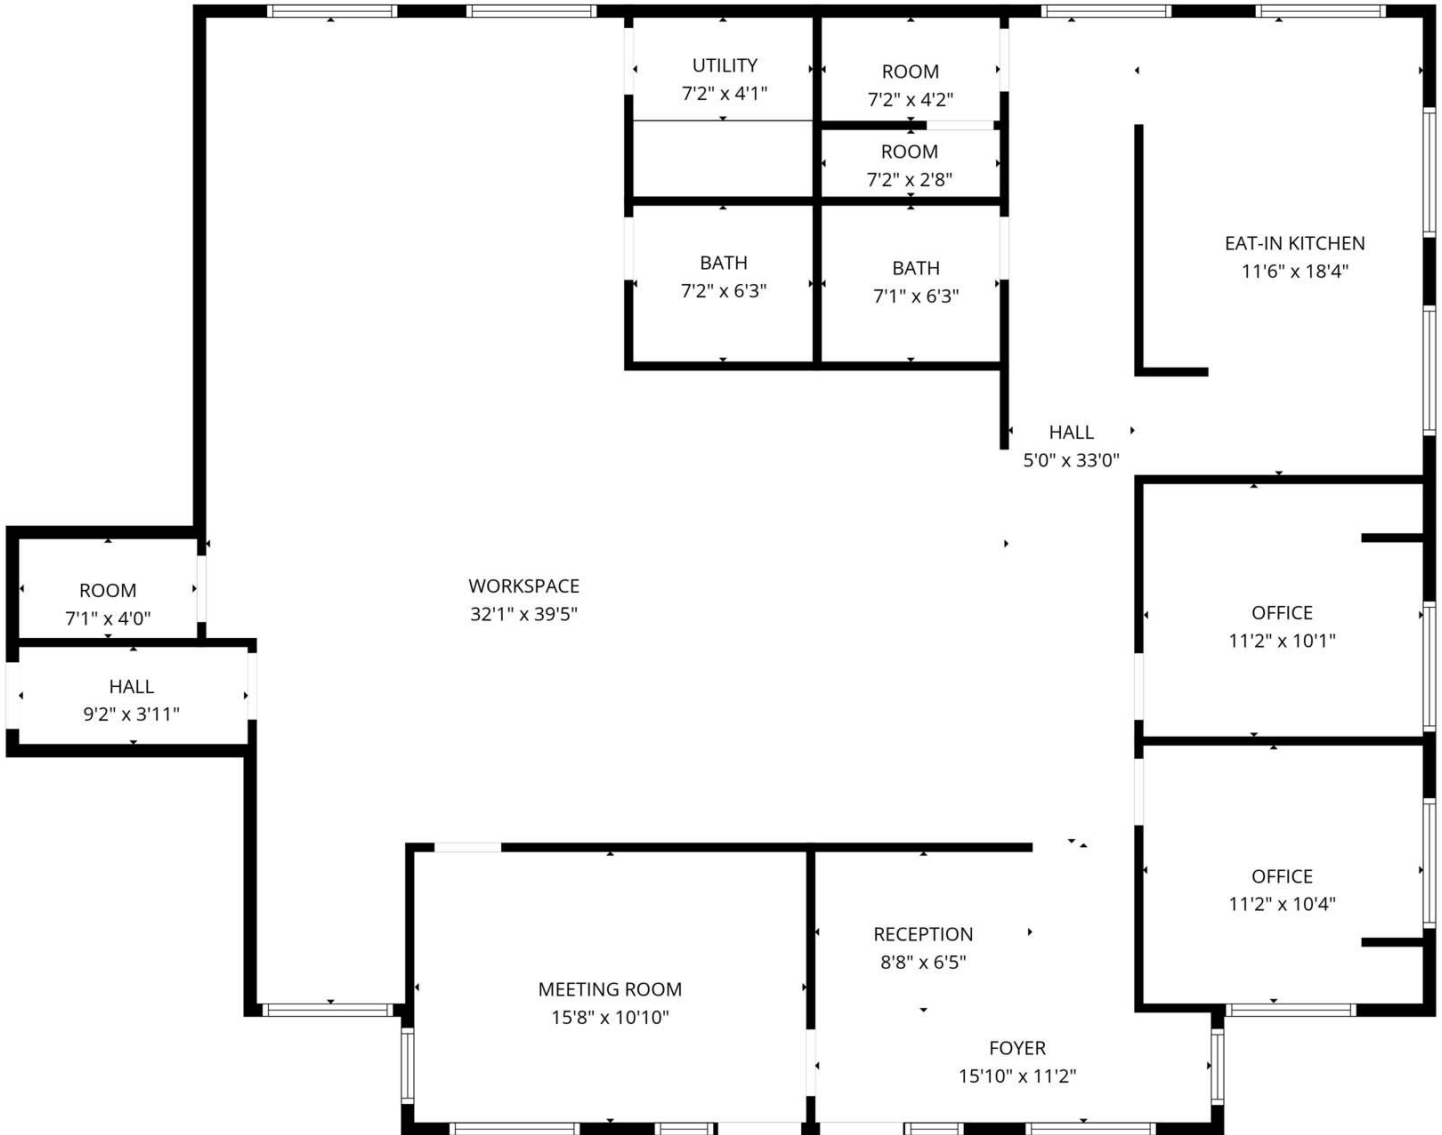 UTILITY
7'2" x 4'1"
ROOM
7'2" x 4'2"
ROOM
7'2" x 2'8"
BATH
7'2" x 6'3"
BATH
7'1" x 6'3"
EAT-IN KITCHEN
11'6" x 18'4"
HALL
5'0" x 33'0"
ROOM
7'1" x 4'0"
WORKSPACE
32'1" x 39'5"
OFFICE
11'2" x 10'1"
HALL
9'2" x 3'11"
OFFICE
11'2" x 10'4"
RECEPTION
8'8" x 6'5"
MEETING ROOM
15'8" x 10'10"
FOYER
15'10" x 11'2"